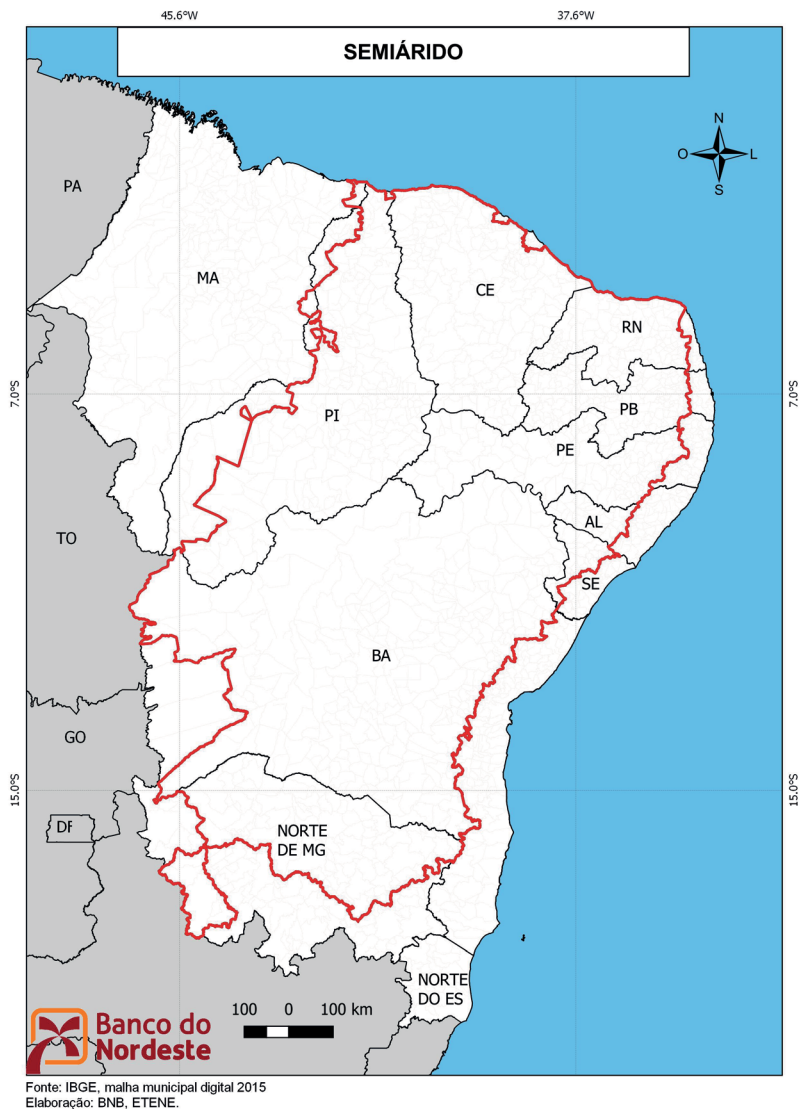 45.6°W
37.6°W
SEMIÁRIDO
N
O
L
S
PA
MA
CE
RN
7.0°S
7.0°S
PI
PB
PE
AL
TO
SE
BA
GO
15.0°S
15.0°S
DF
NORTE
DE MG
NORTE
DO ES
100 0 100 km
Banco do
Nordeste
Fonte: IBGE, malha municipal digital 2015
Elaboração: BNB, ETENE.